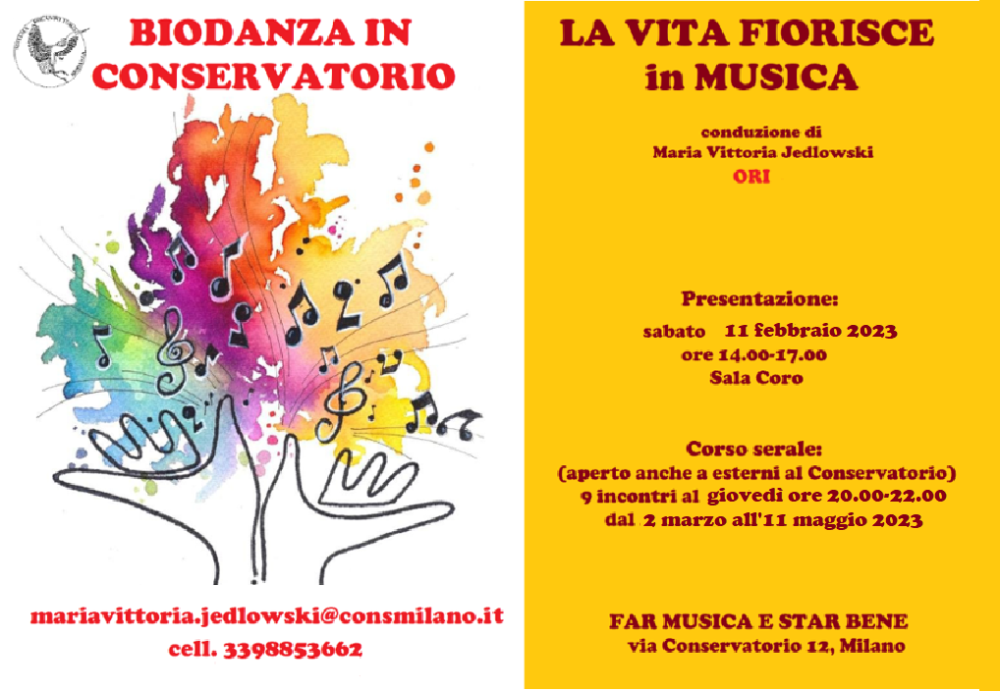 BIODANZA IN
CONSERVATORIO
mariavittoria.jedlowski@consmilano.it
cell. 3398853662
LA VITA FIORISCE
in MUSICA
conduzione di
Maria Vittoria Jedlowski
ORI
Presentazione:
sabato 11 febbraio 2023
ore 14.00-17.00
Sala Coro
Corso serale:
(aperto anche a esterni al Conservatorio)
9 incontri al giovedì ore 20.00-22.00
dal 2 marzo all'11 maggio 2023
FAR MUSICA E STAR BENE
via Conservatorio 12, Milano